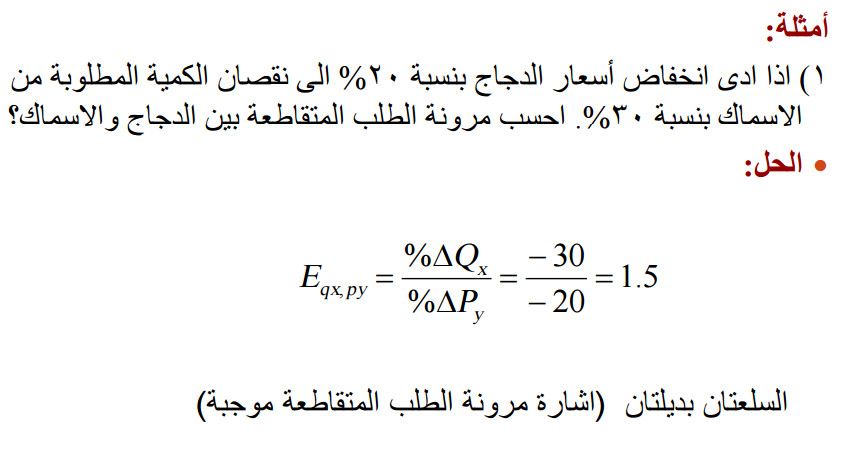 أمثلة:
١) اذا ادى انخفاض أسعار الدجاج بنسبة ٢٠% الى نقصان الكمية المطلوبة من
الاسماك بنسبة ٣٠%. احسب مرونة الطلب المتقاطعة بين الدجاج والاسماك؟
• الحل:
E_{qx,py} = %ΔQ_x / %ΔP_y = −30 / −20 = 1.5
السلعتان بديلتان (اشارة مرونة الطلب المتقاطعة موجبة)